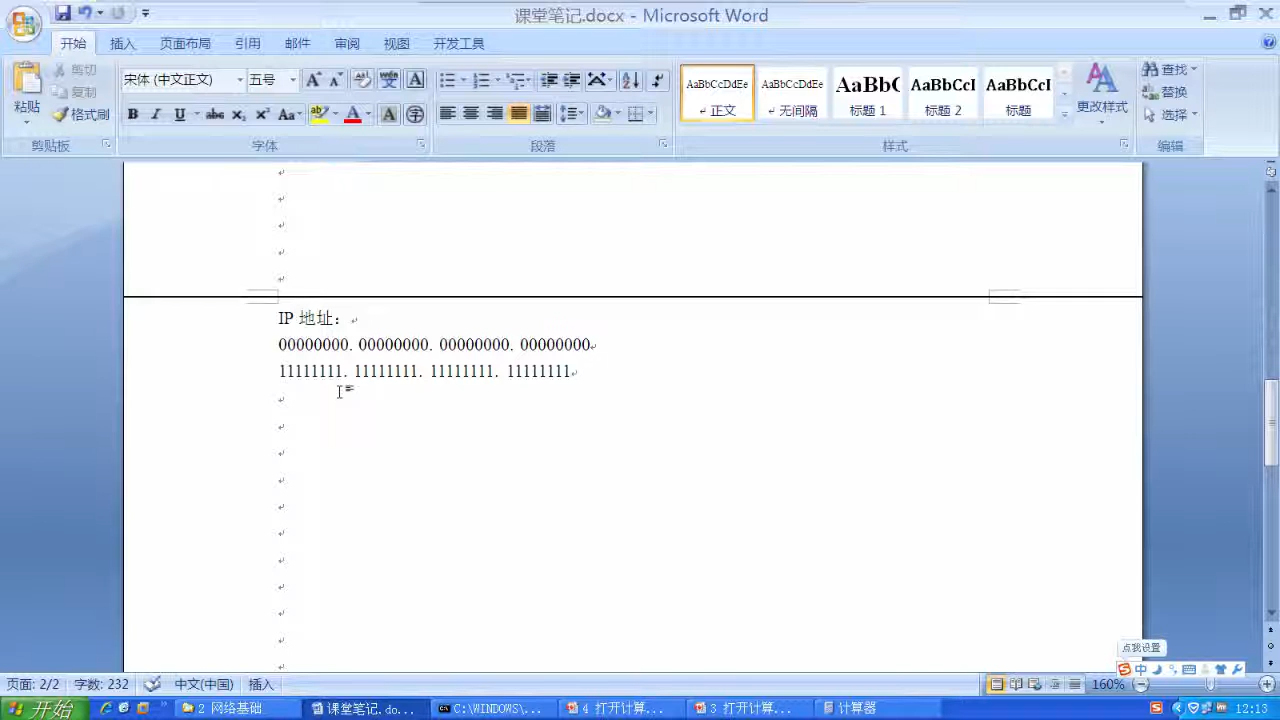 课堂笔记.docx - Microsoft Word
开始 插入 页面布局 引用 邮件 审阅 视图 开发工具
粘贴 剪切 复制 格式刷
宋体 (中文正文) 五号
AaBbCcDdEe AaBbCcDdEe AaBbC AaBbCcI AaBbCcI
正文 无间隔 标题 1 标题 2 标题
更改样式
查找 替换 选择
剪贴板 字体 段落 样式 编辑
IP 地址：
00000000. 00000000. 00000000. 00000000
11111111. 11111111. 11111111. 11111111
点我设置
中
页面: 2/2 字数: 232 中文(中国) 插入 160%
开始 2 网络基础 课堂笔记.do... C:\WINDOWS\... 4 打开计算... 3 打开计算... 计算器 12:13